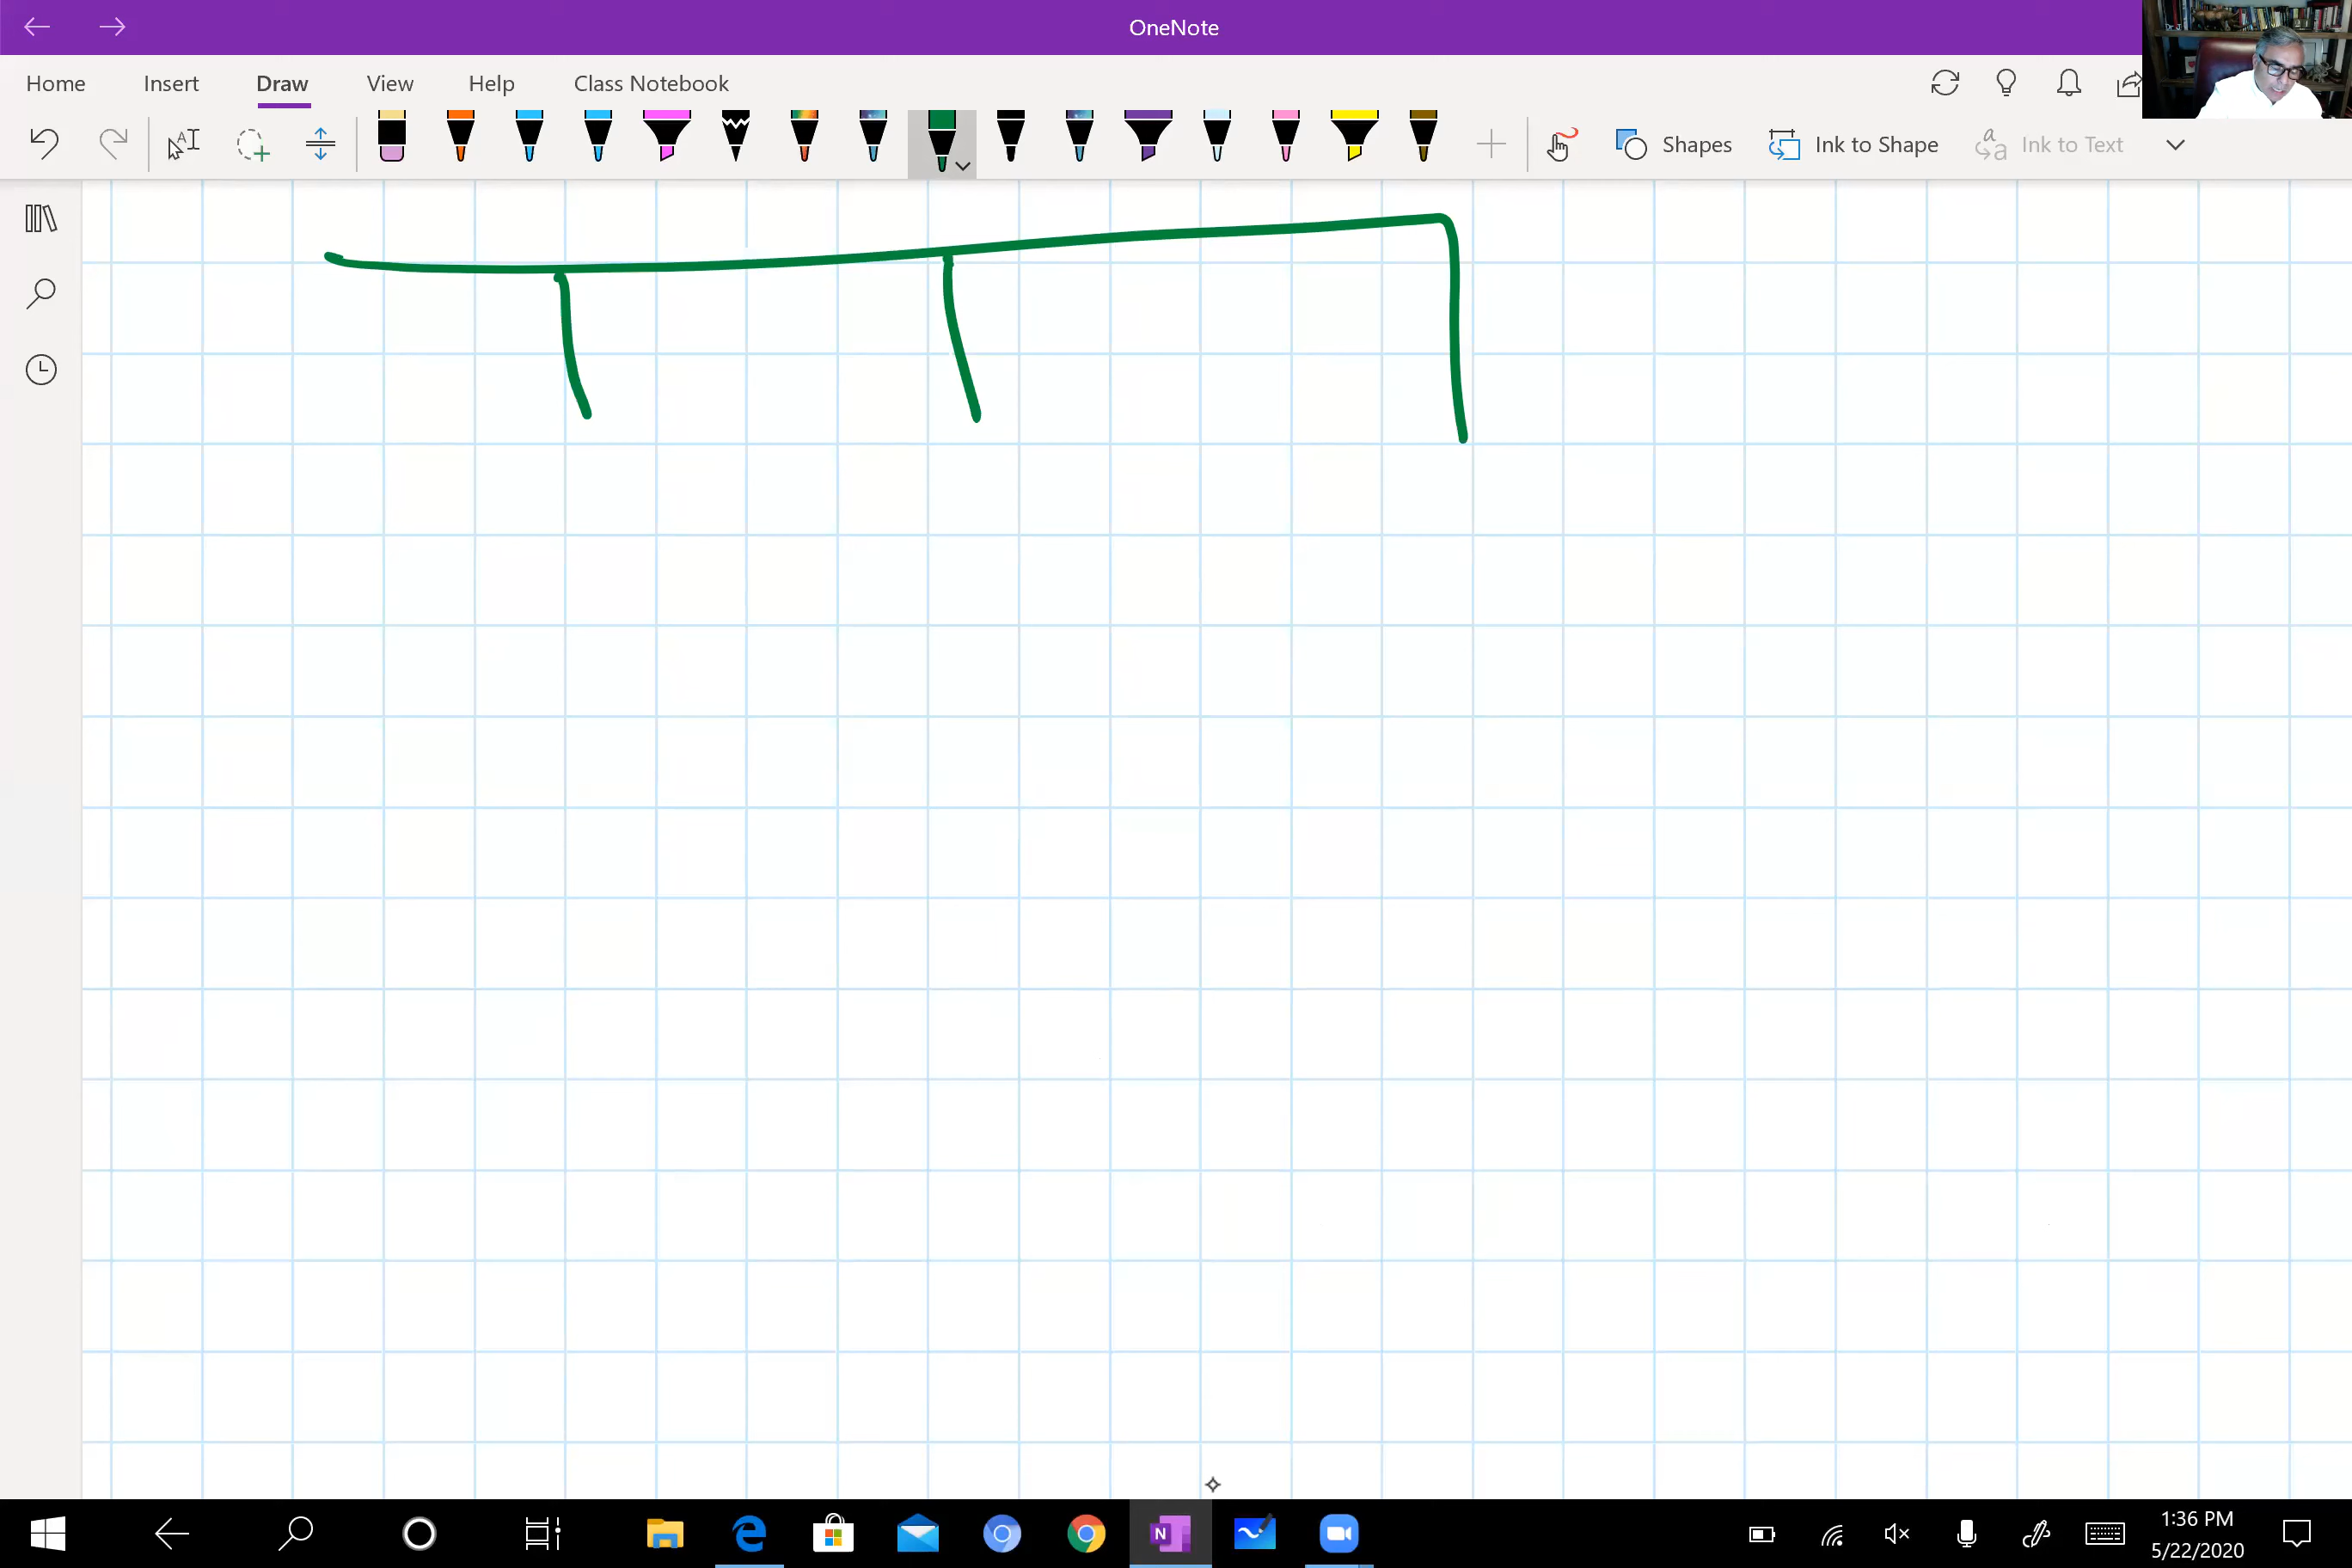 OneNote
Home Insert Draw View Help Class Notebook
Shapes Ink to Shape Ink to Text
1:36 PM
5/22/2020